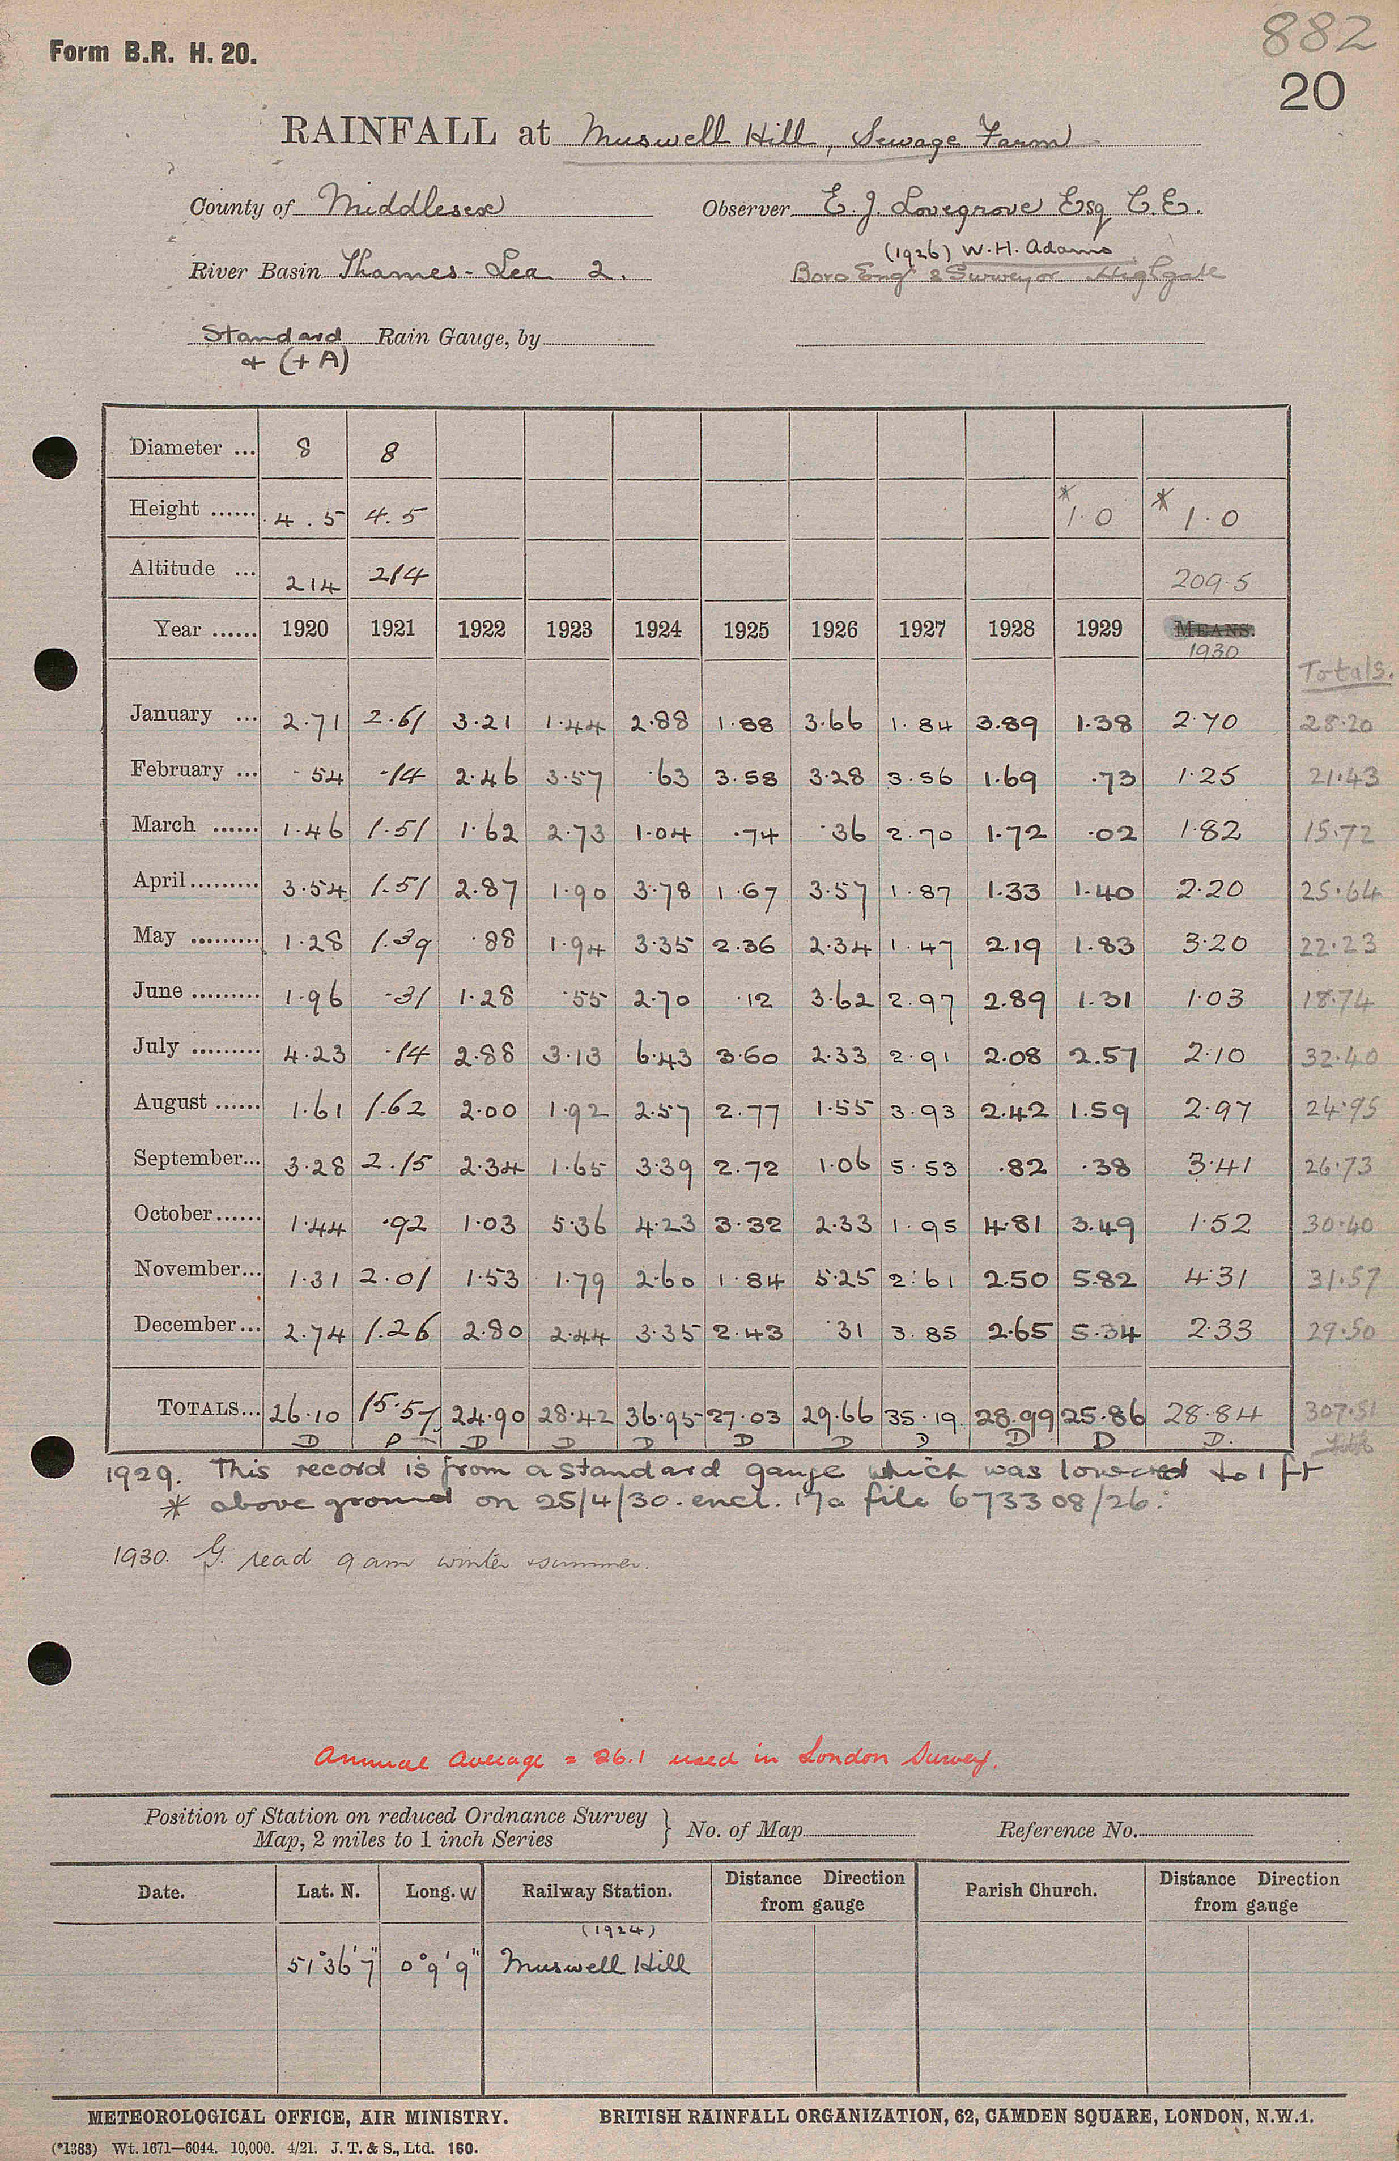 882
Form B.R. H. 20.
20
RAINFALL at Muswell Hill, Sewage Farm
County of Middlesex Observer E. J. Lovegrove Esq C.E.
(1926) W. H. Adams
River Basin Thames - Lea 2. Boro Engr & Surveyor Highgate
Standard Rain Gauge, by
+ (+ A)
Diameter ... 8 8
Height ...... 4.5 4.5 * 1.0 * 1.0
Altitude ... 214 214 209.5
Year ...... 1920 1921 1922 1923 1924 1925 1926 1927 1928 1929 MEANS.
1930
Totals.
January ... 2.71 2.61 3.21 1.44 2.88 1.88 3.66 1.84 3.89 1.38 2.70 28.20
February ... .54 .14 2.46 3.57 .63 3.58 3.28 3.56 1.69 .73 1.25 21.43
March ...... 1.46 1.51 1.62 2.73 1.04 .74 .36 2.70 1.72 .02 1.82 15.72
April ......... 3.54 1.51 2.87 1.90 3.78 1.67 3.57 1.87 1.33 1.40 2.20 25.64
May ......... 1.28 1.39 .88 1.94 3.35 2.36 2.34 1.47 2.19 1.83 3.20 22.23
June ......... 1.96 .31 1.28 .55 2.70 .12 3.62 2.97 2.89 1.31 1.03 18.74
July ......... 4.23 .14 2.88 3.13 6.43 3.60 2.33 2.91 2.08 2.57 2.10 32.40
August ...... 1.61 1.62 2.00 1.92 2.57 2.77 1.55 3.93 2.42 1.59 2.97 24.95
September... 3.28 2.15 2.34 1.65 3.39 2.72 1.06 5.53 .82 .38 3.41 26.73
October...... 1.44 .92 1.03 5.36 4.23 3.32 2.33 1.95 4.81 3.49 1.52 30.40
November... 1.31 2.01 1.53 1.79 2.60 1.84 5.25 2.61 2.50 5.82 4.31 31.57
December... 2.74 1.26 2.80 2.44 3.35 2.43 .31 3.85 2.65 5.34 2.33 29.50
TOTALS... 26.10 15.57 24.90 28.42 36.95 27.03 29.66 35.19 28.99 25.86 28.84 307.51
D D D D D D D D D D D.
1929. This record is from a standard gauge which was lowered to 1 ft
* above ground on 25/4/30. encl. 17a file 673308/26.
1930. G. read 9 am winter & summer.
Annual Average = 26.1 used in London Survey.
Position of Station on reduced Ordnance Survey
Map, 2 miles to 1 inch Series } No. of Map Reference No.
Date. Lat. N. Long. W Railway Station. Distance Direction from gauge Parish Church. Distance Direction from gauge
(1924)
51°36'7" 0°9'9" Muswell Hill
METEOROLOGICAL OFFICE, AIR MINISTRY. BRITISH RAINFALL ORGANIZATION, 62, CAMDEN SQUARE, LONDON, N.W.1.
(*1383) Wt. 1671—6044. 10,000. 4/21. J. T. & S., Ltd. 160.